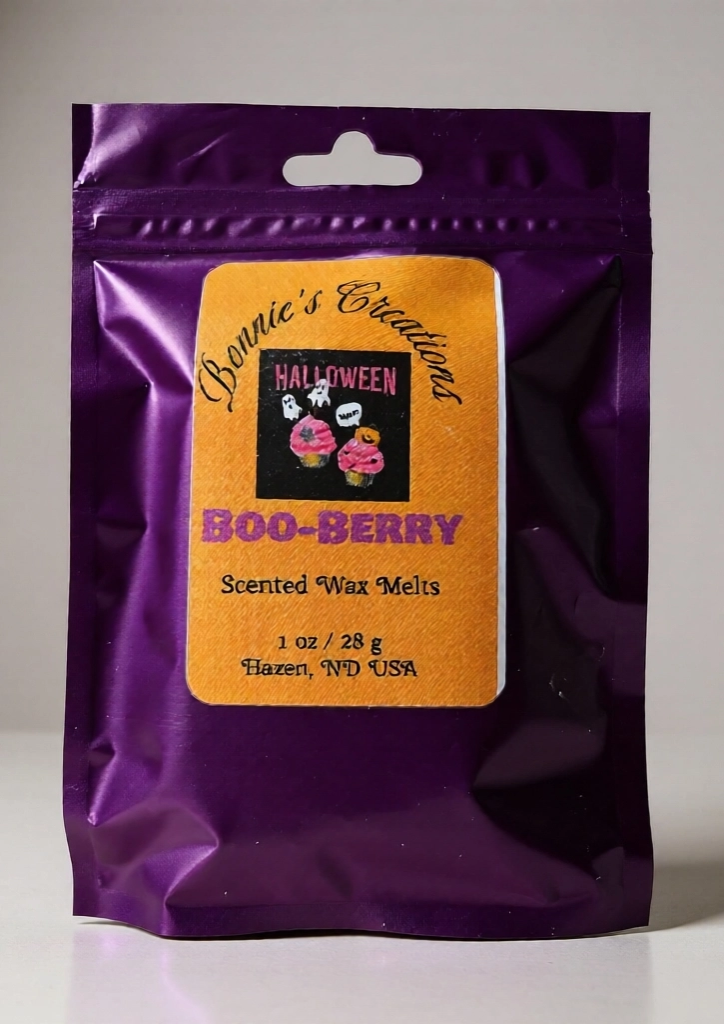 Bonnie's Creations
HALLOWEEN
BOO-BERRY
Scented Wax Melts
1 oz / 28 g
Hazen, ND USA